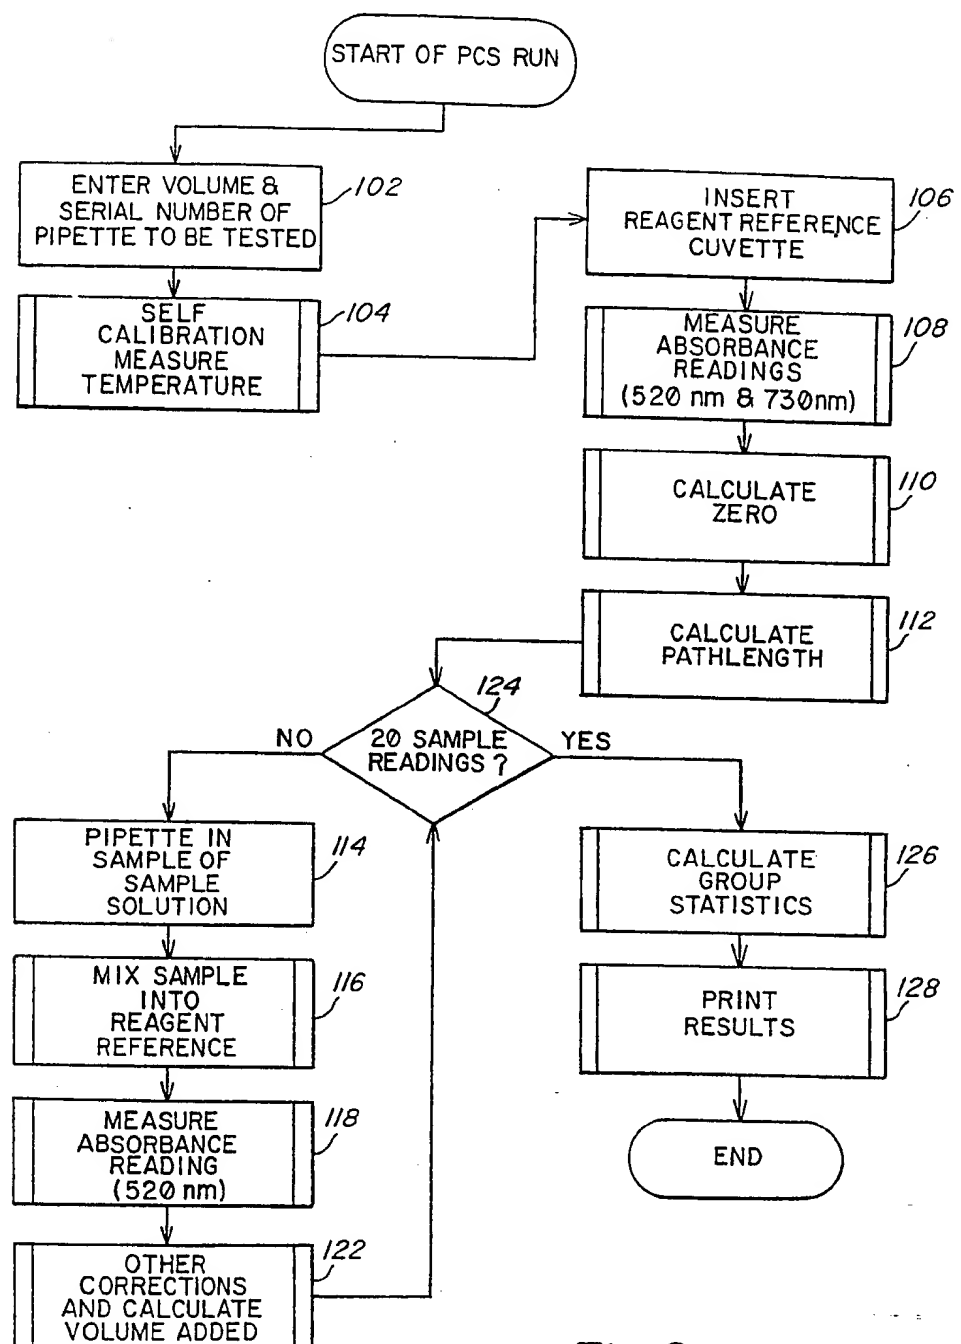 START OF PCS RUN
ENTER VOLUME &
SERIAL NUMBER OF
PIPETTE TO BE TESTED
102
SELF
CALIBRATION
MEASURE
TEMPERATURE
104
INSERT
REAGENT REFERENCE
CUVETTE
106
MEASURE
ABSORBANCE
READINGS
(520 nm & 730nm)
108
CALCULATE
ZERO
110
CALCULATE
PATHLENGTH
112
124
20 SAMPLE
READINGS ?
NO
YES
PIPETTE IN
SAMPLE OF
SAMPLE
SOLUTION
114
MIX SAMPLE
INTO
REAGENT
REFERENCE
116
MEASURE
ABSORBANCE
READING
(520 nm)
118
OTHER
CORRECTIONS
AND CALCULATE
VOLUME ADDED
122
CALCULATE
GROUP
STATISTICS
126
PRINT
RESULTS
128
END